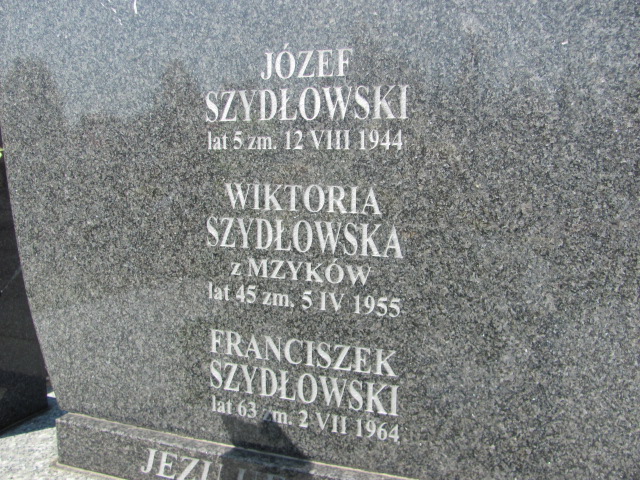 JÓZEF
SZYDŁOWSKI
lat 5 zm. 12 VIII 1944
WIKTORIA
SZYDŁOWSKA
z MZYKÓW
lat 45 zm. 5 IV 1955
FRANCISZEK
SZYDŁOWSKI
lat 63 zm. 2 VII 1964